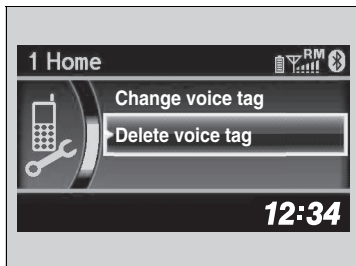 1 Home
RM
Change voice tag
Delete voice tag
12:34